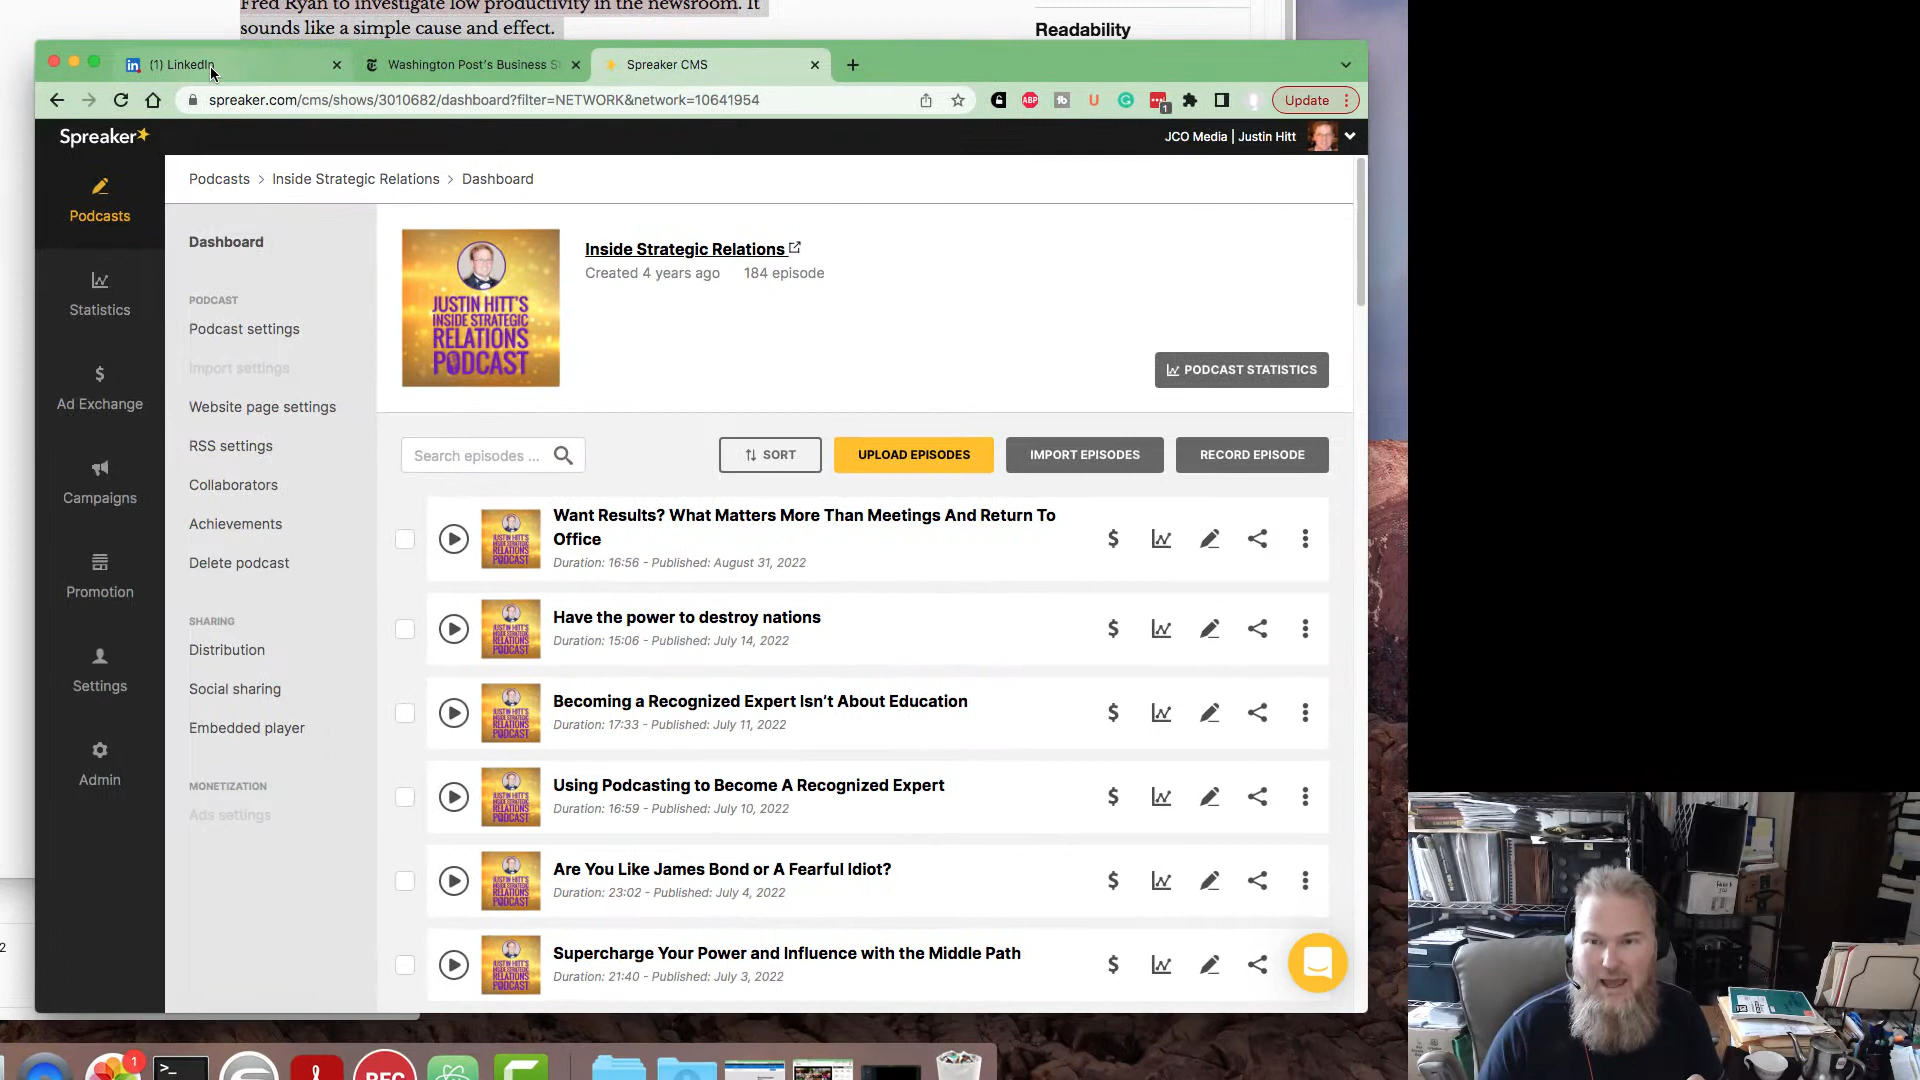 Fred Ryan to investigate low productivity in the newsroom. It
sounds like a simple cause and effect.
Readability
(1) LinkedIn
Washington Post's Business S
Spreaker CMS
spreaker.com/cms/shows/3010682/dashboard?filter=NETWORK&network=10641954
ABP
1
Update
Spreaker
JCO Media | Justin Hitt
Podcasts
Statistics
Ad Exchange
Campaigns
Promotion
Settings
Admin
Podcasts > Inside Strategic Relations > Dashboard
Dashboard
PODCAST
Podcast settings
Import settings
Website page settings
RSS settings
Collaborators
Achievements
Delete podcast
SHARING
Distribution
Social sharing
Embedded player
MONETIZATION
Ads settings
JUSTIN HITT'S
INSIDE STRATEGIC
RELATIONS
PODCAST
Inside Strategic Relations
Created 4 years ago 184 episode
PODCAST STATISTICS
Search episodes ...
SORT
UPLOAD EPISODES
IMPORT EPISODES
RECORD EPISODE
Want Results? What Matters More Than Meetings And Return To
Office
Duration: 16:56 - Published: August 31, 2022
Have the power to destroy nations
Duration: 15:06 - Published: July 14, 2022
Becoming a Recognized Expert Isn't About Education
Duration: 17:33 - Published: July 11, 2022
Using Podcasting to Become A Recognized Expert
Duration: 16:59 - Published: July 10, 2022
Are You Like James Bond or A Fearful Idiot?
Duration: 23:02 - Published: July 4, 2022
Supercharge Your Power and Influence with the Middle Path
Duration: 21:40 - Published: July 3, 2022
2
1
REC